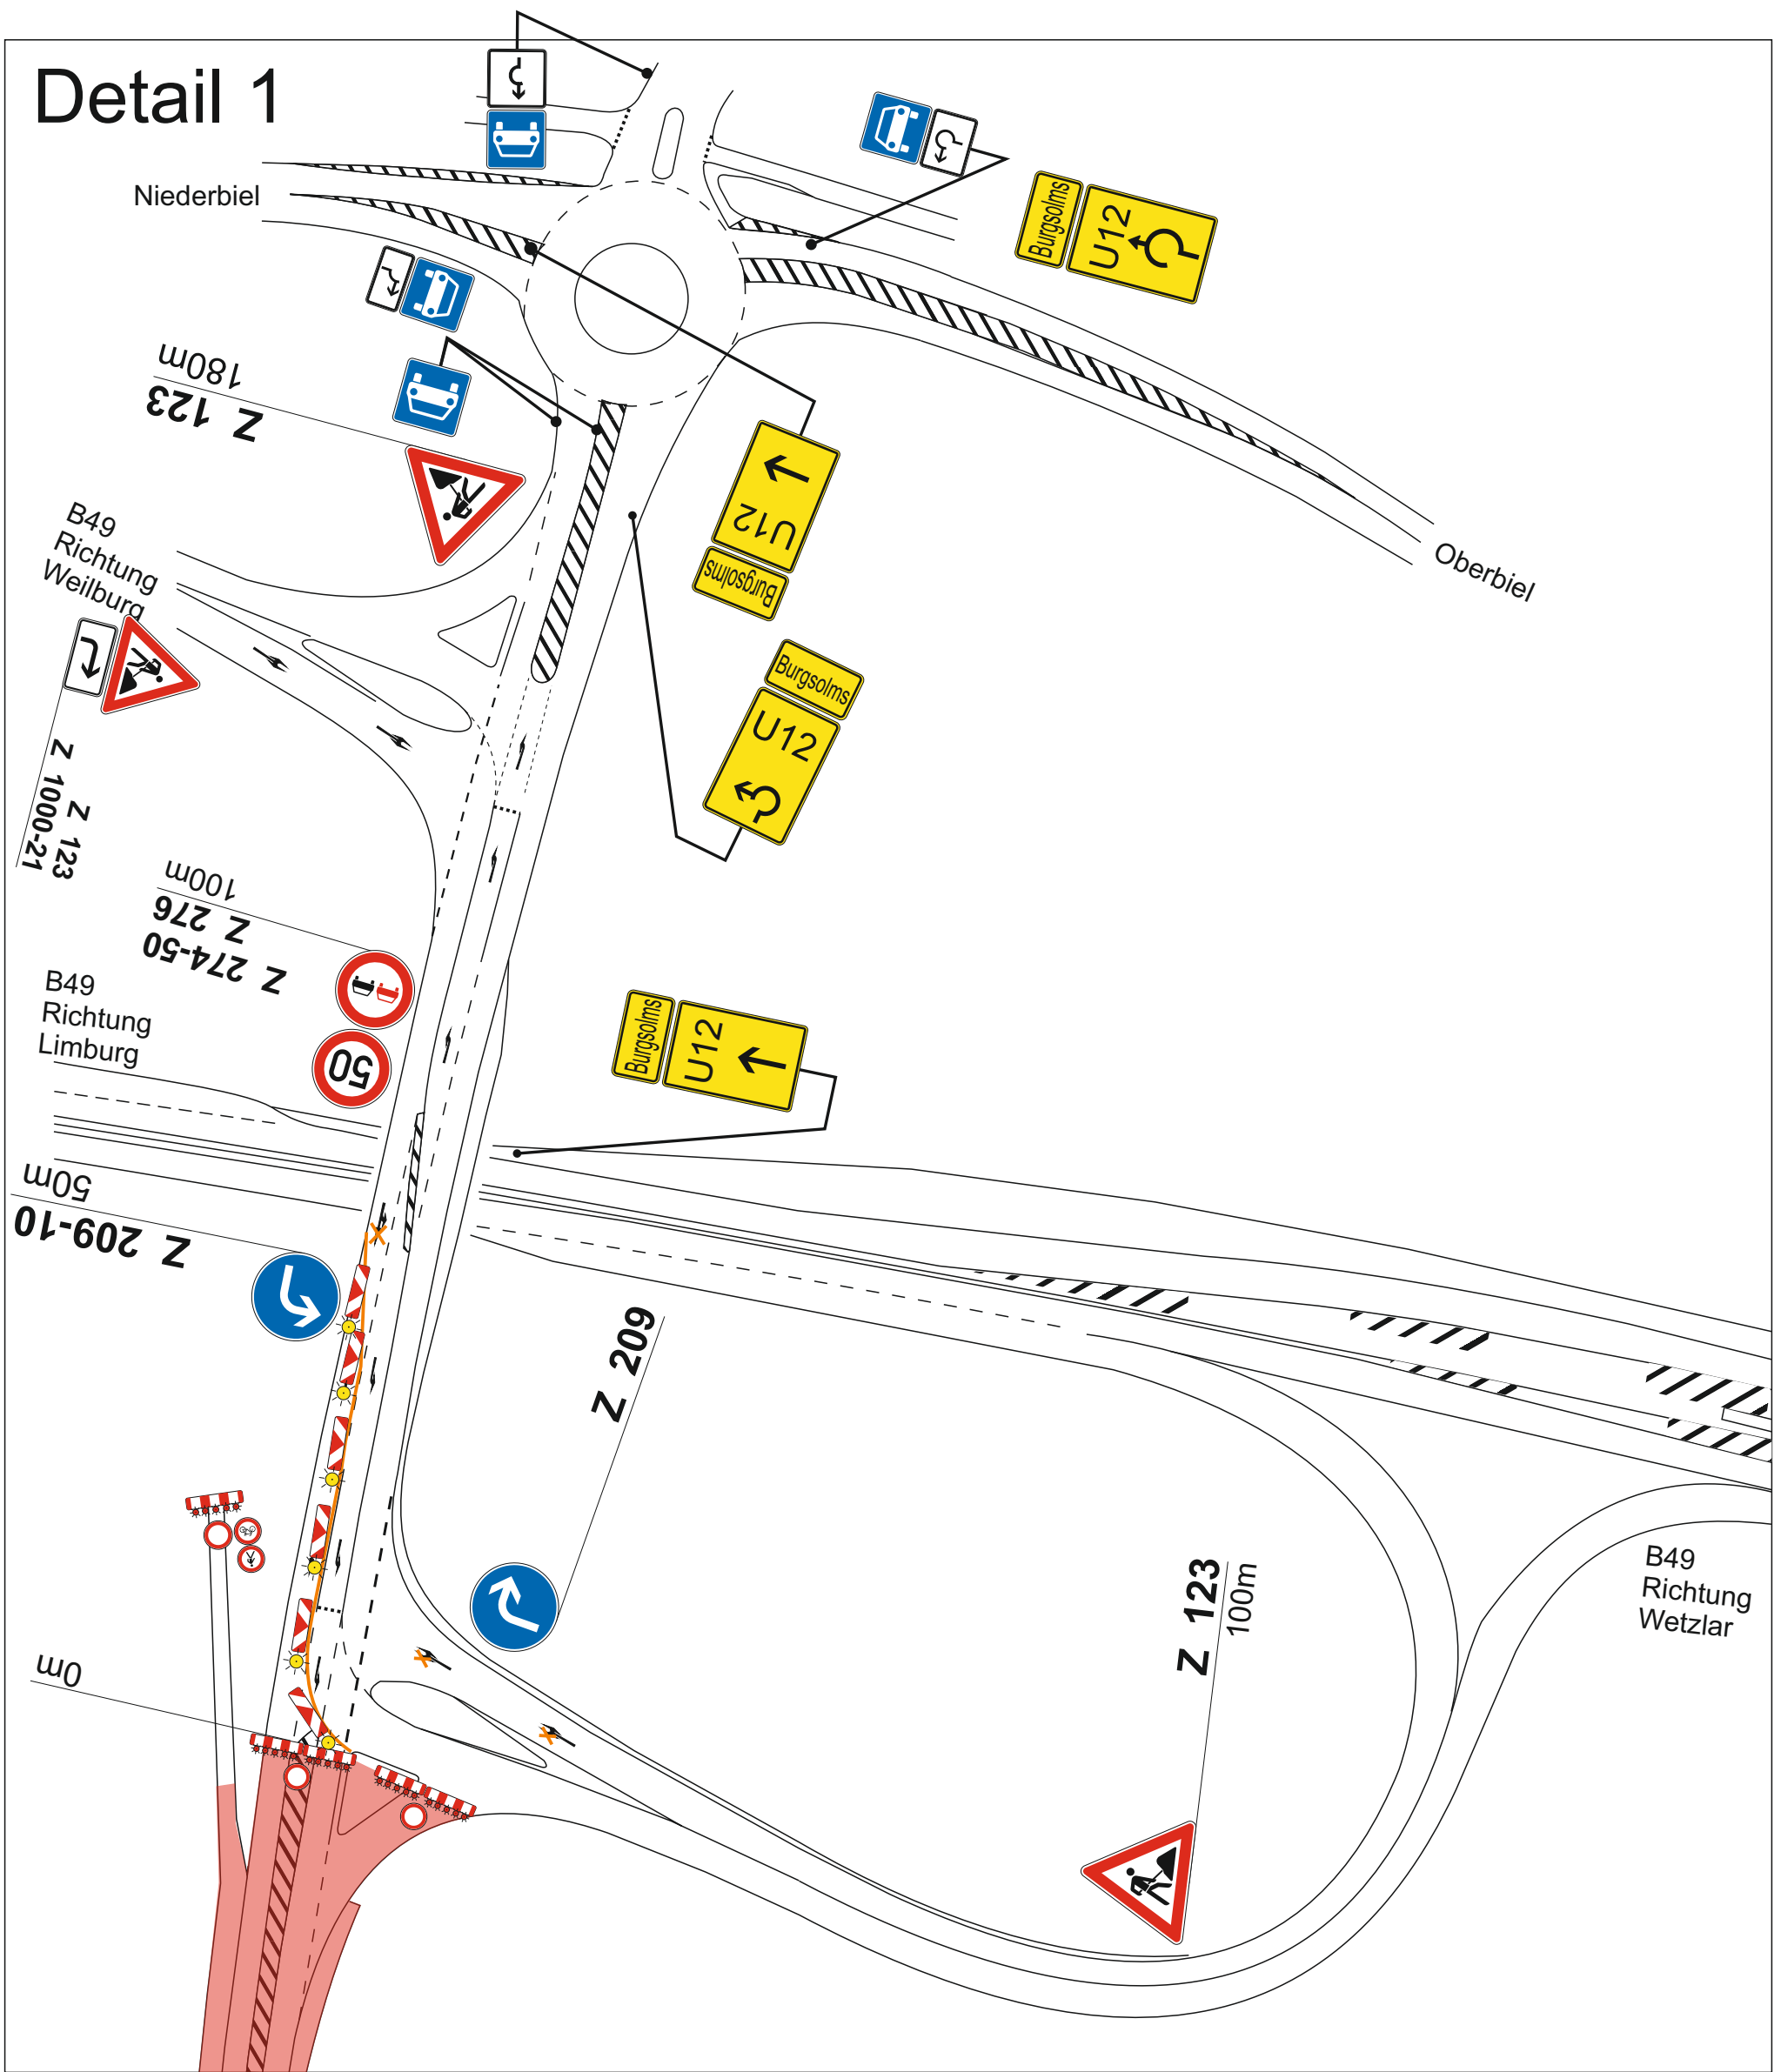 Detail 1
Niederbiel
Burgsolms
U12
180m
Z 123
U12
Burgsolms
B49
Richtung
Weilburg
Oberbiel
Burgsolms
U12
Z 123
Z 1000-21
100m
Z 276
Z 274-50
B49
Richtung
Limburg
50
Burgsolms
U12
50m
Z 209-10
Z 209
Z 123
100m
B49
Richtung
Wetzlar
0m